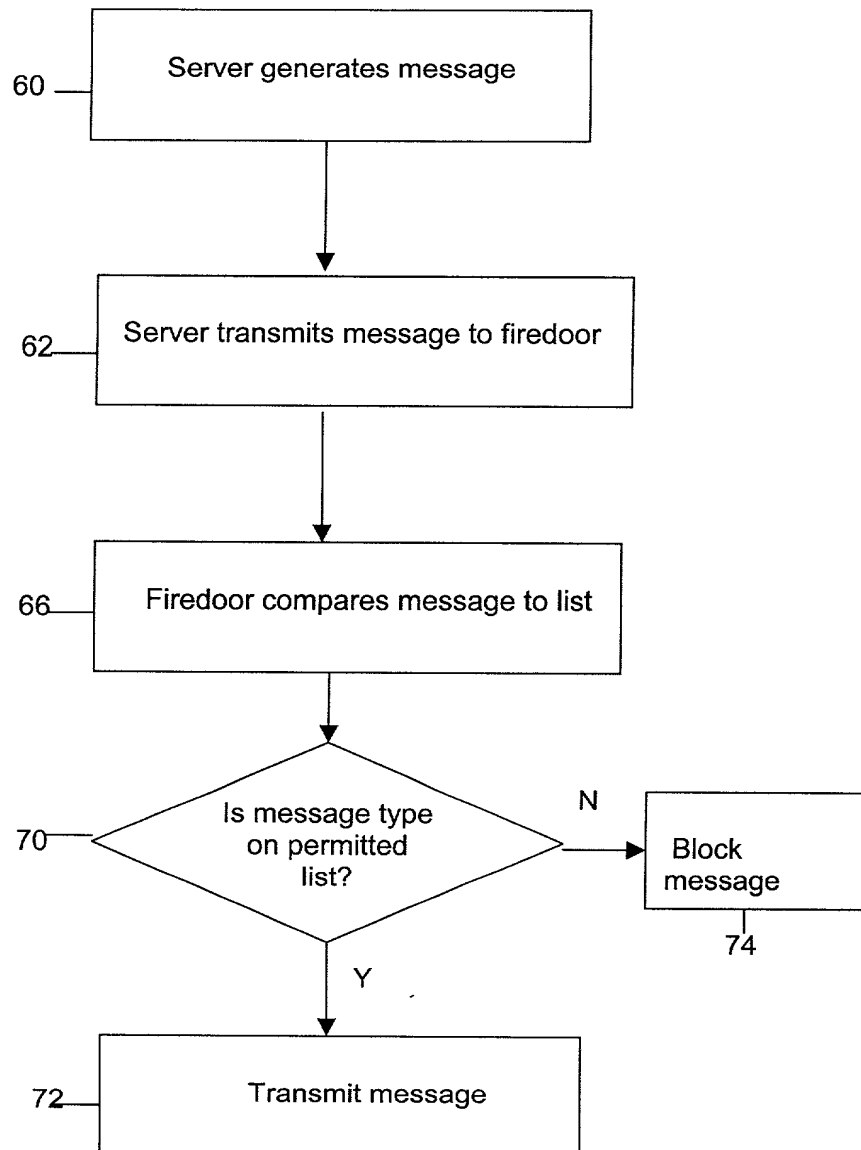 Server generates message
60
Server transmits message to firedoor
62
Firedoor compares message to list
66
Is message type
on permitted
list?
70
N
Block
message
74
Y
Transmit message
72